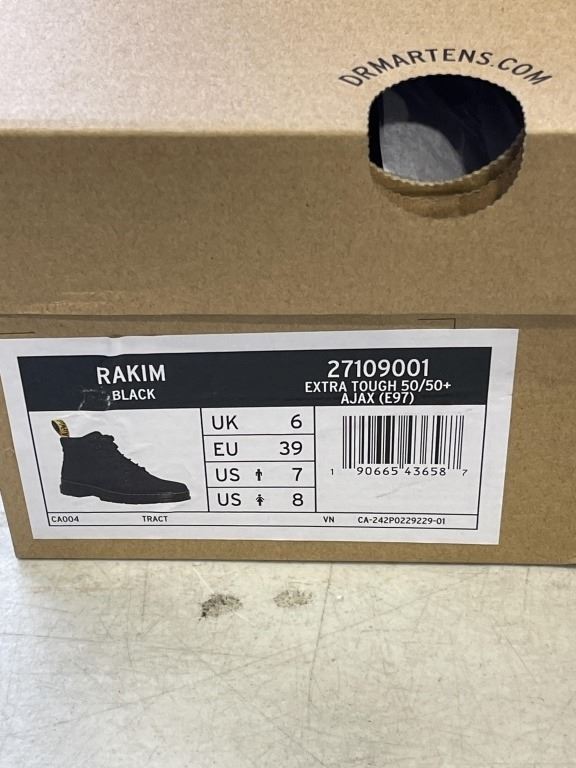 DRMARTENS.COM
RAKIM
BLACK
27109001
EXTRA TOUGH 50/50+
AJAX (E97)
UK 6
EU 39
US 7
US 8
1 90665 43658 7
CA004 TRACT VN CA-242P0229229-01